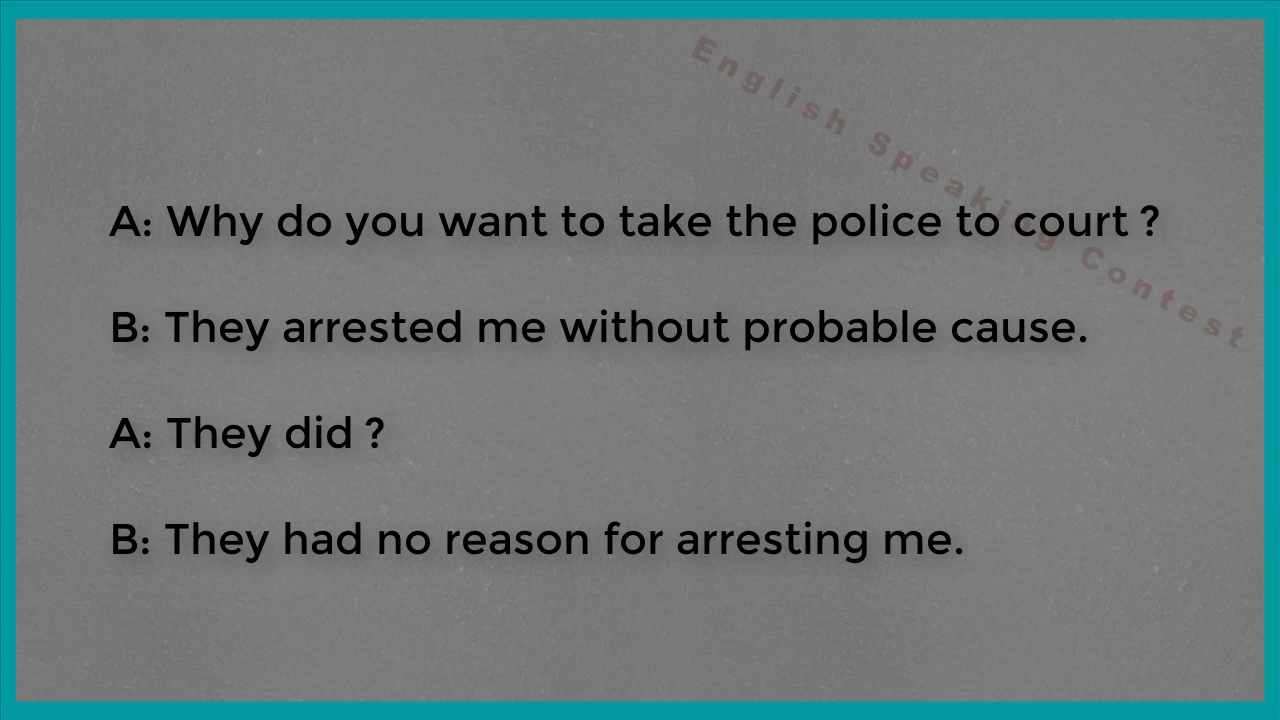 English Speaking Contest
A: Why do you want to take the police to court ?
B: They arrested me without probable cause.
A: They did ?
B: They had no reason for arresting me.